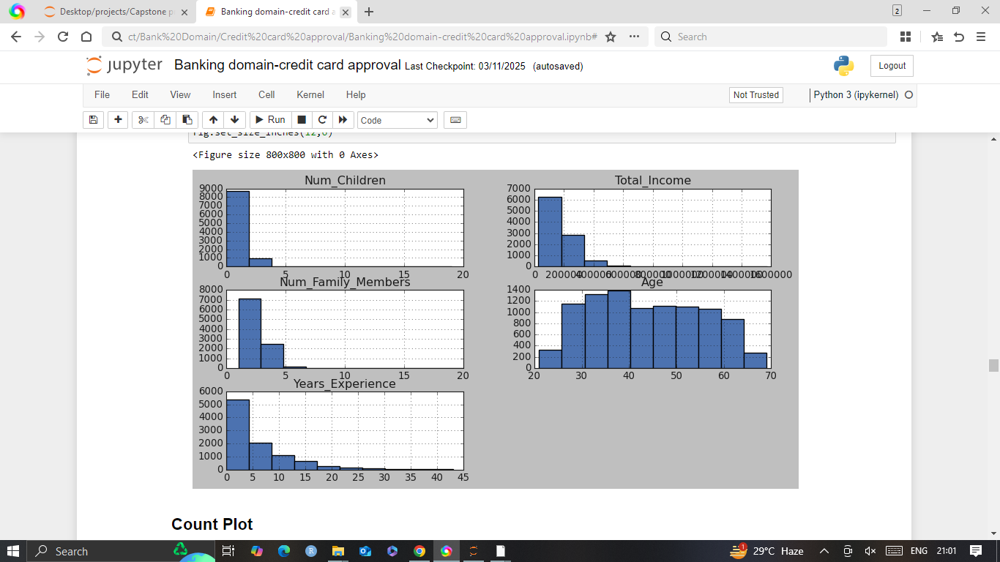 Desktop/projects/Capstone p
Banking domain-credit card a
2
ct/Bank%20Domain/Credit%20card%20approval/Banking%20domain-credit%20card%20approval.ipynb#
Search
jupyter Banking domain-credit card approval Last Checkpoint: 03/11/2025 (autosaved)
Logout
File Edit View Insert Cell Kernel Help
Not Trusted
Python 3 (ipykernel)
Run
Code
fig.set_size_inches(12,6)
<Figure size 800x800 with 0 Axes>
Num_Children
9000
8000
7000
6000
5000
4000
3000
2000
1000
0
0 5 10 15 20
Total_Income
7000
6000
5000
4000
3000
2000
1000
0
0 200000 400000 600000 800000 1000000 1200000 1400000 1600000
Num_Family_Members
8000
7000
6000
5000
4000
3000
2000
1000
0
0 5 10 15 20
Age
1400
1200
1000
800
600
400
200
0
20 30 40 50 60 70
Years_Experience
6000
5000
4000
3000
2000
1000
0
0 5 10 15 20 25 30 35 40 45
Count Plot
Search
R
1
29°C Haze
ENG
21:01